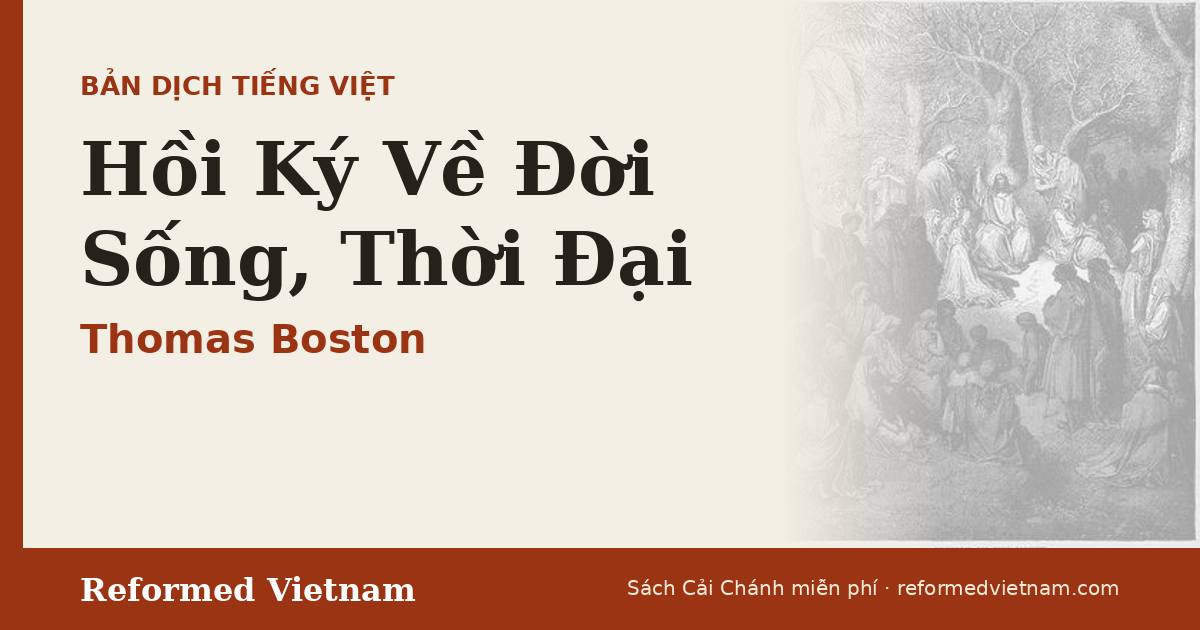 BẢN DỊCH TIẾNG VIỆT
Hồi Ký Về Đời
Sống, Thời Đại
Thomas Boston
Reformed Vietnam
Sách Cải Chánh miễn phí · reformedvietnam.com